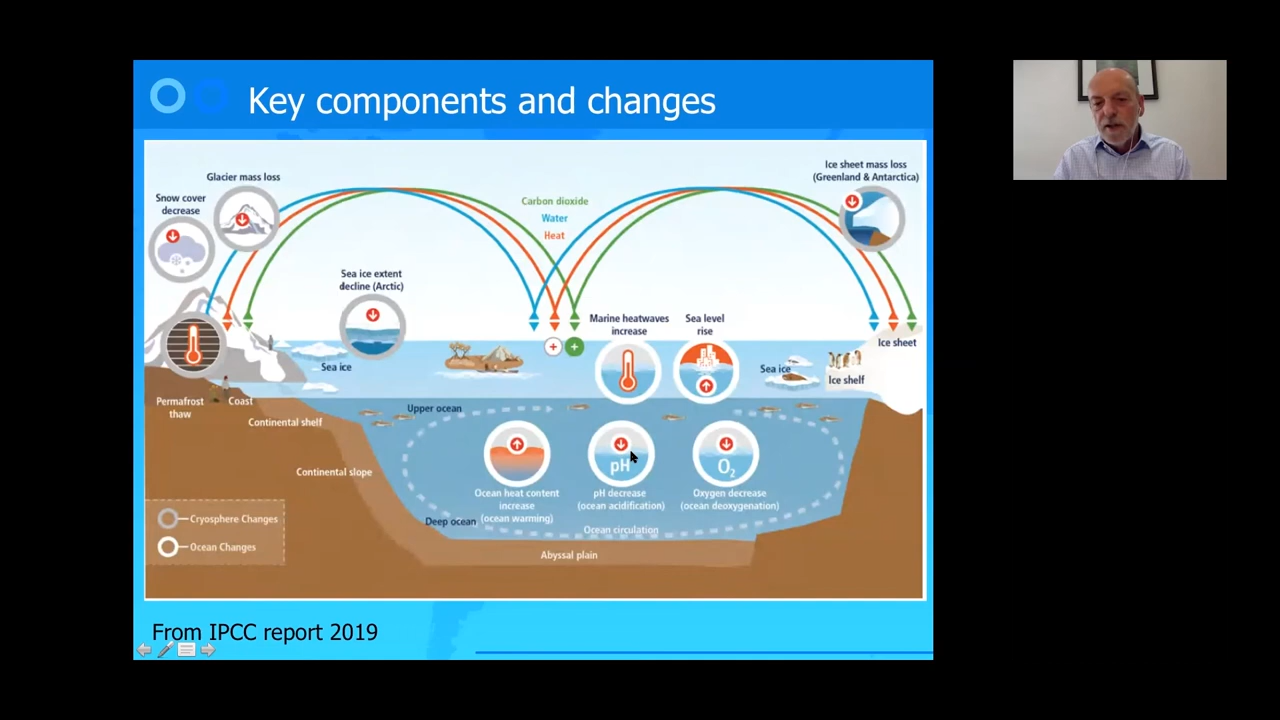 Key components and changes
Glacier mass loss
Snow cover
decrease
Ice sheet mass loss
(Greenland & Antarctica)
Carbon dioxide
Water
Heat
Sea ice extent
decline (Arctic)
Marine heatwaves
increase
Sea level
rise
+
+
Ice sheet
Sea ice
Sea ice
Ice shelf
Permafrost
thaw
Coast
Upper ocean
Continental shelf
Continental slope
pH
O₂
Ocean heat content
increase
(ocean warming)
pH decrease
(ocean acidification)
Oxygen decrease
(ocean deoxygenation)
Deep ocean
Ocean circulation
Abyssal plain
Cryosphere Changes
Ocean Changes
From IPCC report 2019